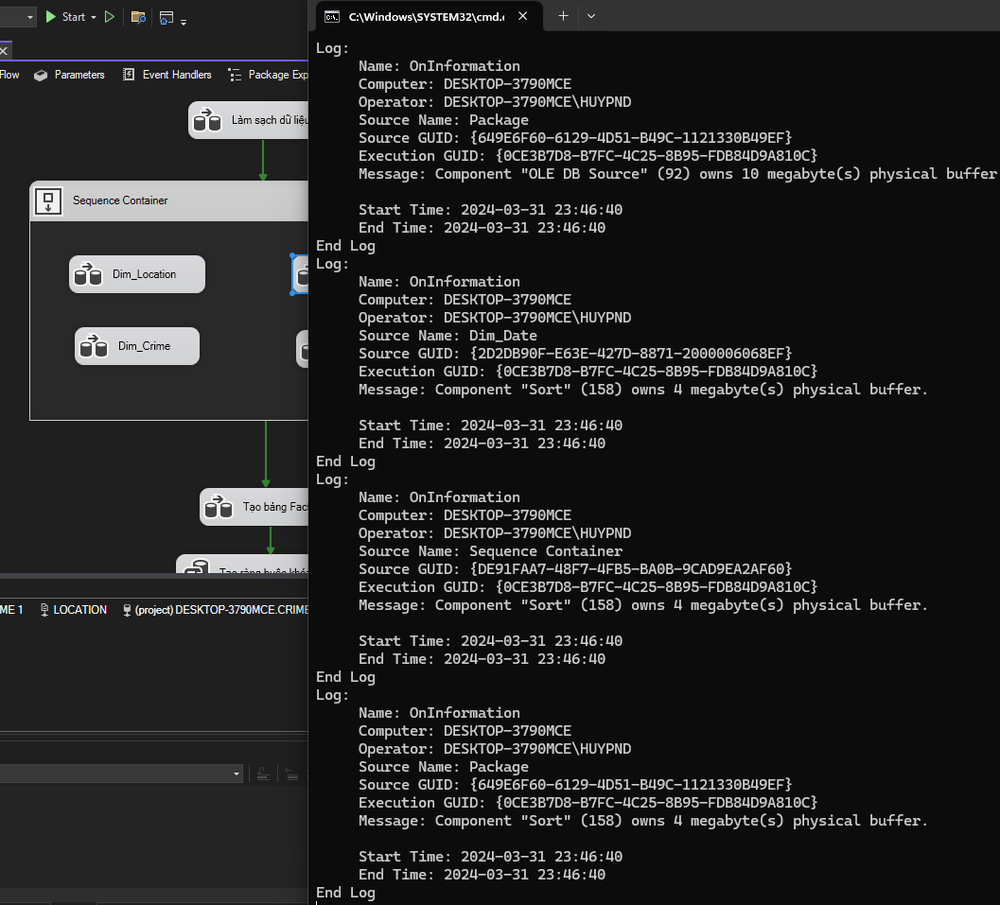 Start
C:\Windows\SYSTEM32\cmd.
Flow
Parameters
Event Handlers
Package Exp
Làm sạch dữ liệu
Sequence Container
Dim_Location
Dim_Crime
Tạo bảng Fact
Tạo ràng buộc khó
ME 1
LOCATION
(project) DESKTOP-3790MCE.CRIME
Log:
Name: OnInformation
Computer: DESKTOP-3790MCE
Operator: DESKTOP-3790MCE\HUYPND
Source Name: Package
Source GUID: {649E6F60-6129-4D51-B49C-1121330B49EF}
Execution GUID: {0CE3B7D8-B7FC-4C25-8B95-FDB84D9A810C}
Message: Component "OLE DB Source" (92) owns 10 megabyte(s) physical buffer
Start Time: 2024-03-31 23:46:40
End Time: 2024-03-31 23:46:40
End Log
Log:
Name: OnInformation
Computer: DESKTOP-3790MCE
Operator: DESKTOP-3790MCE\HUYPND
Source Name: Dim_Date
Source GUID: {2D2DB90F-E63E-427D-8871-2000006068EF}
Execution GUID: {0CE3B7D8-B7FC-4C25-8B95-FDB84D9A810C}
Message: Component "Sort" (158) owns 4 megabyte(s) physical buffer.
Start Time: 2024-03-31 23:46:40
End Time: 2024-03-31 23:46:40
End Log
Log:
Name: OnInformation
Computer: DESKTOP-3790MCE
Operator: DESKTOP-3790MCE\HUYPND
Source Name: Sequence Container
Source GUID: {DE91FAA7-48F7-4FB5-BA0B-9CAD9EA2AF60}
Execution GUID: {0CE3B7D8-B7FC-4C25-8B95-FDB84D9A810C}
Message: Component "Sort" (158) owns 4 megabyte(s) physical buffer.
Start Time: 2024-03-31 23:46:40
End Time: 2024-03-31 23:46:40
End Log
Log:
Name: OnInformation
Computer: DESKTOP-3790MCE
Operator: DESKTOP-3790MCE\HUYPND
Source Name: Package
Source GUID: {649E6F60-6129-4D51-B49C-1121330B49EF}
Execution GUID: {0CE3B7D8-B7FC-4C25-8B95-FDB84D9A810C}
Message: Component "Sort" (158) owns 4 megabyte(s) physical buffer.
Start Time: 2024-03-31 23:46:40
End Time: 2024-03-31 23:46:40
End Log